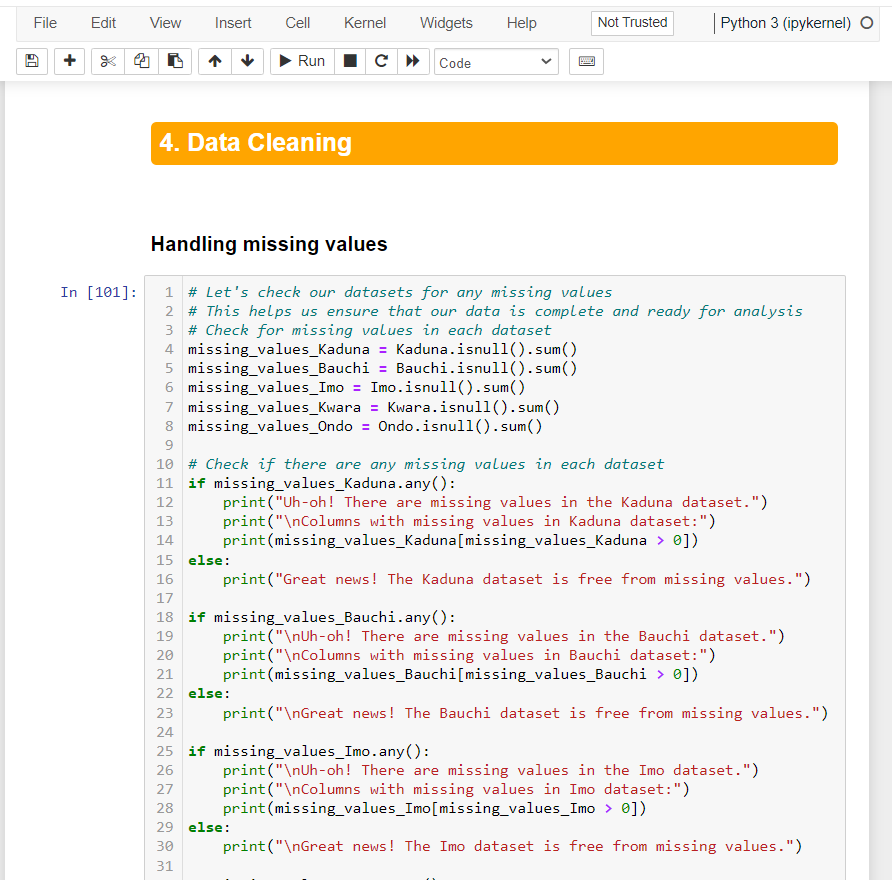 File Edit View Insert Cell Kernel Widgets Help Not Trusted Python 3 (ipykernel)
Run Code
4. Data Cleaning
Handling missing values
In [101]:
1 # Let's check our datasets for any missing values
2 # This helps us ensure that our data is complete and ready for analysis
3 # Check for missing values in each dataset
4 missing_values_Kaduna = Kaduna.isnull().sum()
5 missing_values_Bauchi = Bauchi.isnull().sum()
6 missing_values_Imo = Imo.isnull().sum()
7 missing_values_Kwara = Kwara.isnull().sum()
8 missing_values_Ondo = Ondo.isnull().sum()
9
10 # Check if there are any missing values in each dataset
11 if missing_values_Kaduna.any():
12     print("Uh-oh! There are missing values in the Kaduna dataset.")
13     print("\nColumns with missing values in Kaduna dataset:")
14     print(missing_values_Kaduna[missing_values_Kaduna > 0])
15 else:
16     print("Great news! The Kaduna dataset is free from missing values.")
17
18 if missing_values_Bauchi.any():
19     print("\nUh-oh! There are missing values in the Bauchi dataset.")
20     print("\nColumns with missing values in Bauchi dataset:")
21     print(missing_values_Bauchi[missing_values_Bauchi > 0])
22 else:
23     print("\nGreat news! The Bauchi dataset is free from missing values.")
24
25 if missing_values_Imo.any():
26     print("\nUh-oh! There are missing values in the Imo dataset.")
27     print("\nColumns with missing values in Imo dataset:")
28     print(missing_values_Imo[missing_values_Imo > 0])
29 else:
30     print("\nGreat news! The Imo dataset is free from missing values.")
31